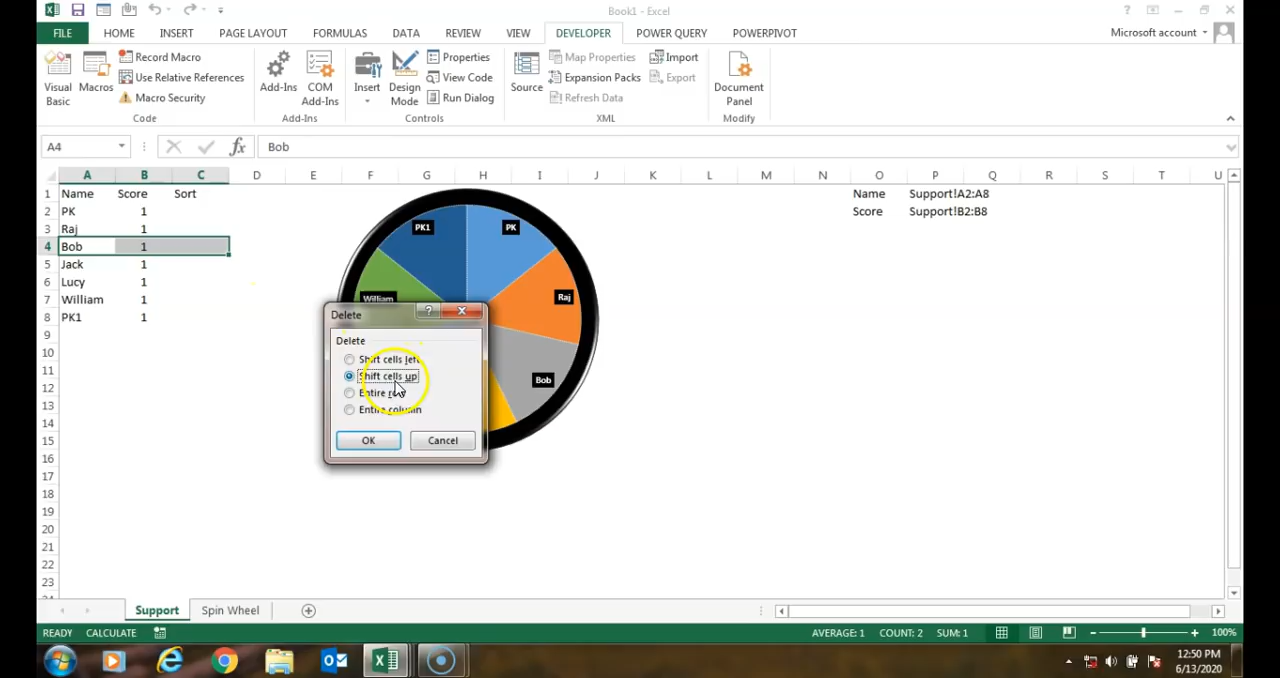 Book1 - Excel
FILE HOME INSERT PAGE LAYOUT FORMULAS DATA REVIEW VIEW DEVELOPER POWER QUERY POWERPIVOT Microsoft account
Visual Basic
Macros
Record Macro
Use Relative References
Macro Security
Code
Add-Ins
COM Add-Ins
Add-Ins
Insert
Design Mode
Properties
View Code
Run Dialog
Controls
Source
Map Properties
Expansion Packs
Refresh Data
Import
Export
XML
Document Panel
Modify
A4 fx Bob
A B C D E F G H I J K L M N O P Q R S T U
1 Name Score Sort Name Support!A2:A8
2 PK 1 Score Support!B2:B8
3 Raj 1
4 Bob 1
5 Jack 1
6 Lucy 1
7 William 1
8 PK1 1
9
10
11
12
13
14
15
16
17
18
19
20
21
22
23
PK1 PK
William Raj
Bob
Delete
Delete
Shift cells left
Shift cells up
Entire row
Entire column
OK Cancel
Support Spin Wheel
READY CALCULATE AVERAGE: 1 COUNT: 2 SUM: 1 100%
12:50 PM
6/13/2020